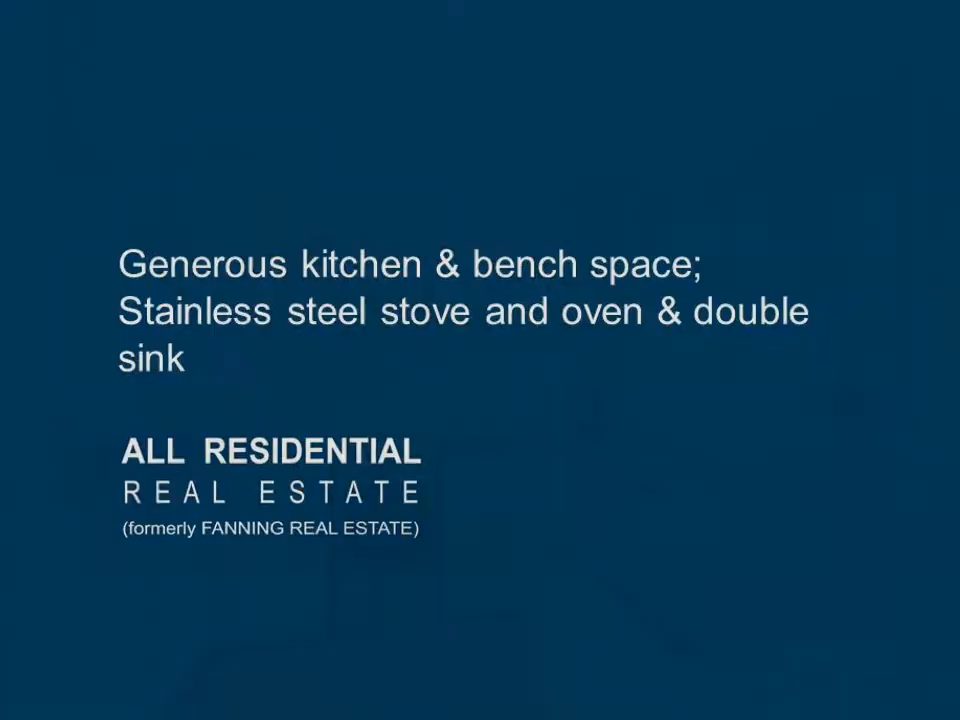 Generous kitchen & bench space;
Stainless steel stove and oven & double
sink
ALL RESIDENTIAL
REAL ESTATE
(formerly FANNING REAL ESTATE)